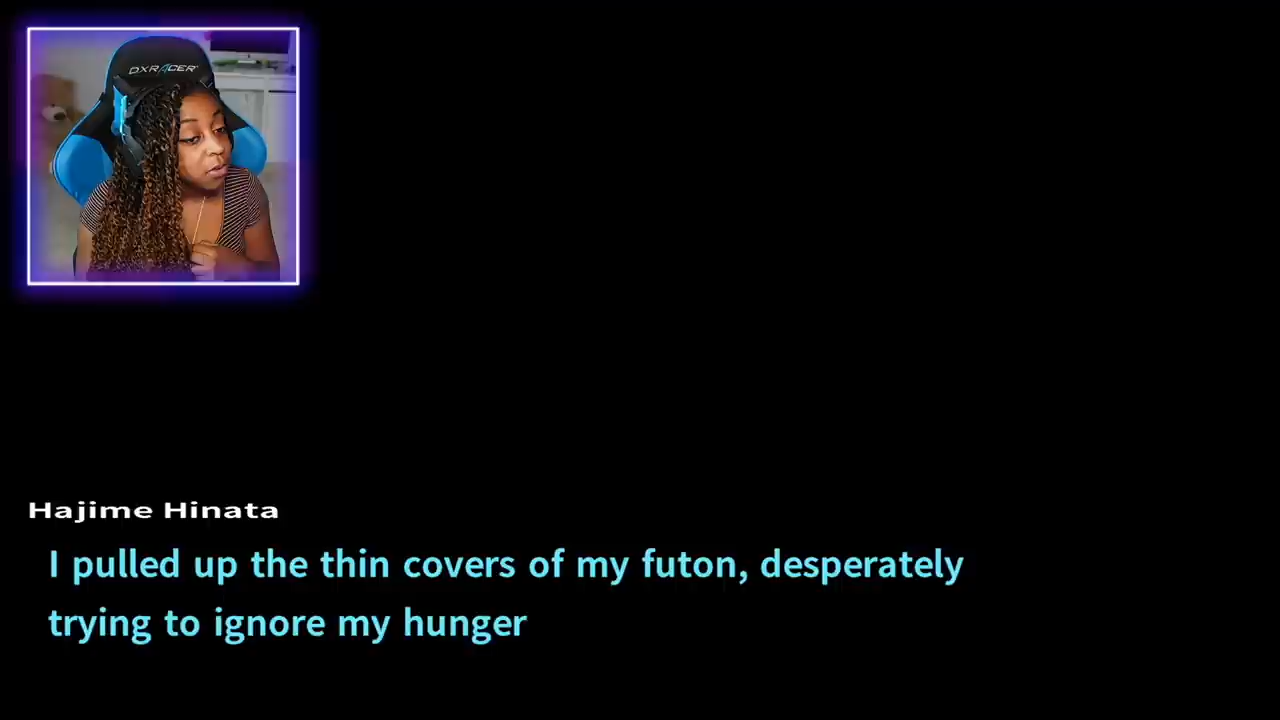 DXRACER
Hajime Hinata
I pulled up the thin covers of my futon, desperately
trying to ignore my hunger